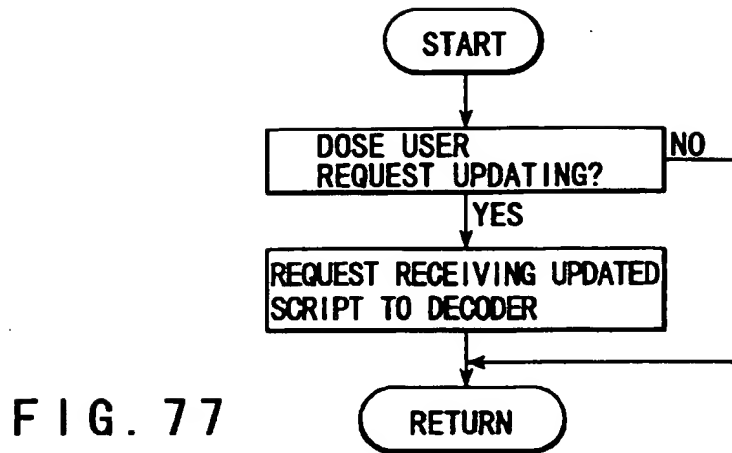 START
DOSE USER
REQUEST UPDATING?
NO
YES
REQUEST RECEIVING UPDATED
SCRIPT TO DECODER
RETURN
FIG. 77